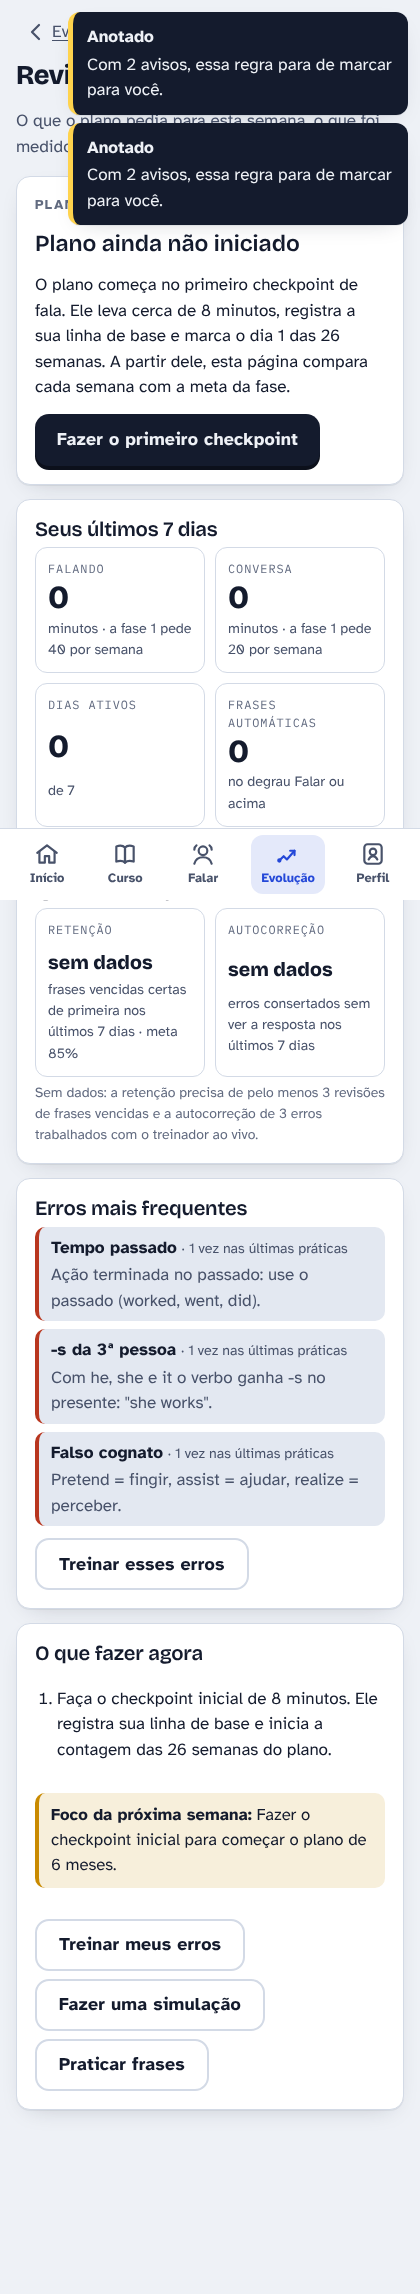 Ev
Anotado
Com 2 avisos, essa regra para de marcar
para você.
Revi
O que o plano pedia para esta semana, o que foi
medido
Anotado
Com 2 avisos, essa regra para de marcar
para você.
PLAN
Plano ainda não iniciado
O plano começa no primeiro checkpoint de
fala. Ele leva cerca de 8 minutos, registra a
sua linha de base e marca o dia 1 das 26
semanas. A partir dele, esta página compara
cada semana com a meta da fase.
Fazer o primeiro checkpoint
Seus últimos 7 dias
FALANDO
0
minutos · a fase 1 pede
40 por semana
CONVERSA
0
minutos · a fase 1 pede
20 por semana
DIAS ATIVOS
0
de 7
FRASES
AUTOMÁTICAS
0
no degrau Falar ou
acima
Início
Curso
Falar
Evolução
Perfil
RETENÇÃO
sem dados
frases vencidas certas
de primeira nos
últimos 7 dias · meta
85%
AUTOCORREÇÃO
sem dados
erros consertados sem
ver a resposta nos
últimos 7 dias
Sem dados: a retenção precisa de pelo menos 3 revisões
de frases vencidas e a autocorreção de 3 erros
trabalhados com o treinador ao vivo.
Erros mais frequentes
Tempo passado · 1 vez nas últimas práticas
Ação terminada no passado: use o
passado (worked, went, did).
-s da 3ª pessoa · 1 vez nas últimas práticas
Com he, she e it o verbo ganha -s no
presente: "she works".
Falso cognato · 1 vez nas últimas práticas
Pretend = fingir, assist = ajudar, realize =
perceber.
Treinar esses erros
O que fazer agora
1. Faça o checkpoint inicial de 8 minutos. Ele
registra sua linha de base e inicia a
contagem das 26 semanas do plano.
Foco da próxima semana: Fazer o
checkpoint inicial para começar o plano de
6 meses.
Treinar meus erros
Fazer uma simulação
Praticar frases